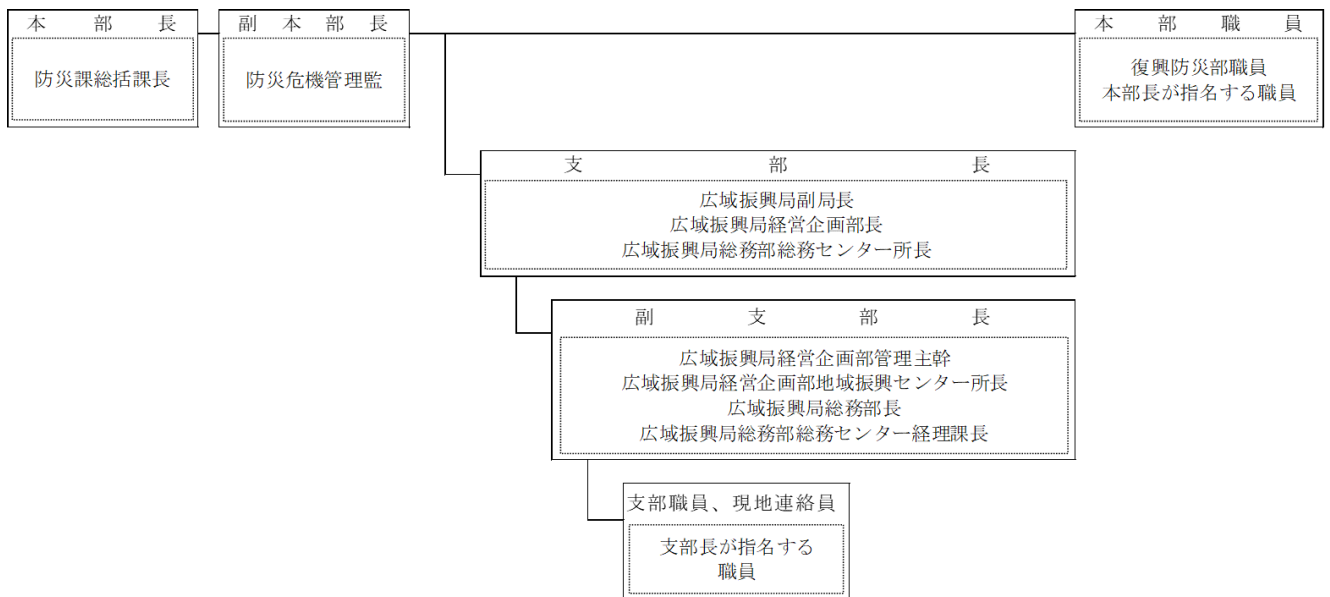 本部長
防災課総括課長
副本部長
防災危機管理監
本部職員
復興防災部職員
本部長が指名する職員
支部長
広域振興局副局長
広域振興局経営企画部長
広域振興局総務部総務センター所長
副支部長
広域振興局経営企画部管理主幹
広域振興局経営企画部地域振興センター所長
広域振興局総務部長
広域振興局総務部総務センター経理課長
支部職員、現地連絡員
支部長が指名する
職員